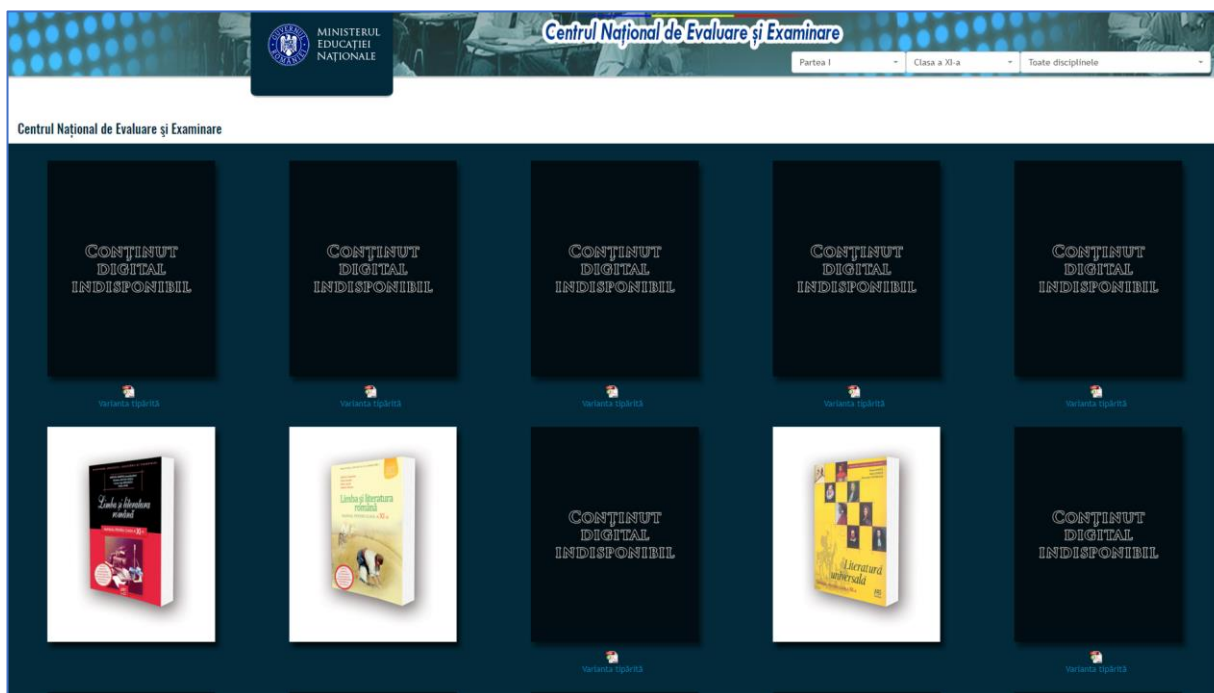 MINISTERUL
EDUCAȚIEI
NAȚIONALE
Centrul Național de Evaluare și Examinare
Partea I
Clasa a XI-a
Toate disciplinele
Centrul Național de Evaluare şi Examinare
CONȚINUT
DIGITAL
INDISPONIBIL
CONȚINUT
DIGITAL
INDISPONIBIL
CONȚINUT
DIGITAL
INDISPONIBIL
CONȚINUT
DIGITAL
INDISPONIBIL
CONȚINUT
DIGITAL
INDISPONIBIL
Varianta tipărită
Varianta tipărită
Varianta tipărită
Varianta tipărită
Varianta tipărită
Limba și literatura
română
Limba și literatura
română
CONȚINUT
DIGITAL
INDISPONIBIL
Literatură
universală
CONȚINUT
DIGITAL
INDISPONIBIL
Varianta tipărită
Varianta tipărită